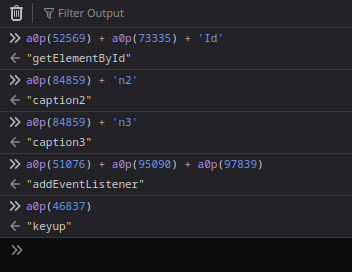 Filter Output
a0p(52569) + a0p(73335) + 'Id'
"getElementById"
a0p(84859) + 'n2'
"caption2"
a0p(84859) + 'n3'
"caption3"
a0p(51076) + a0p(95090) + a0p(97839)
"addEventListener"
a0p(46837)
"keyup"